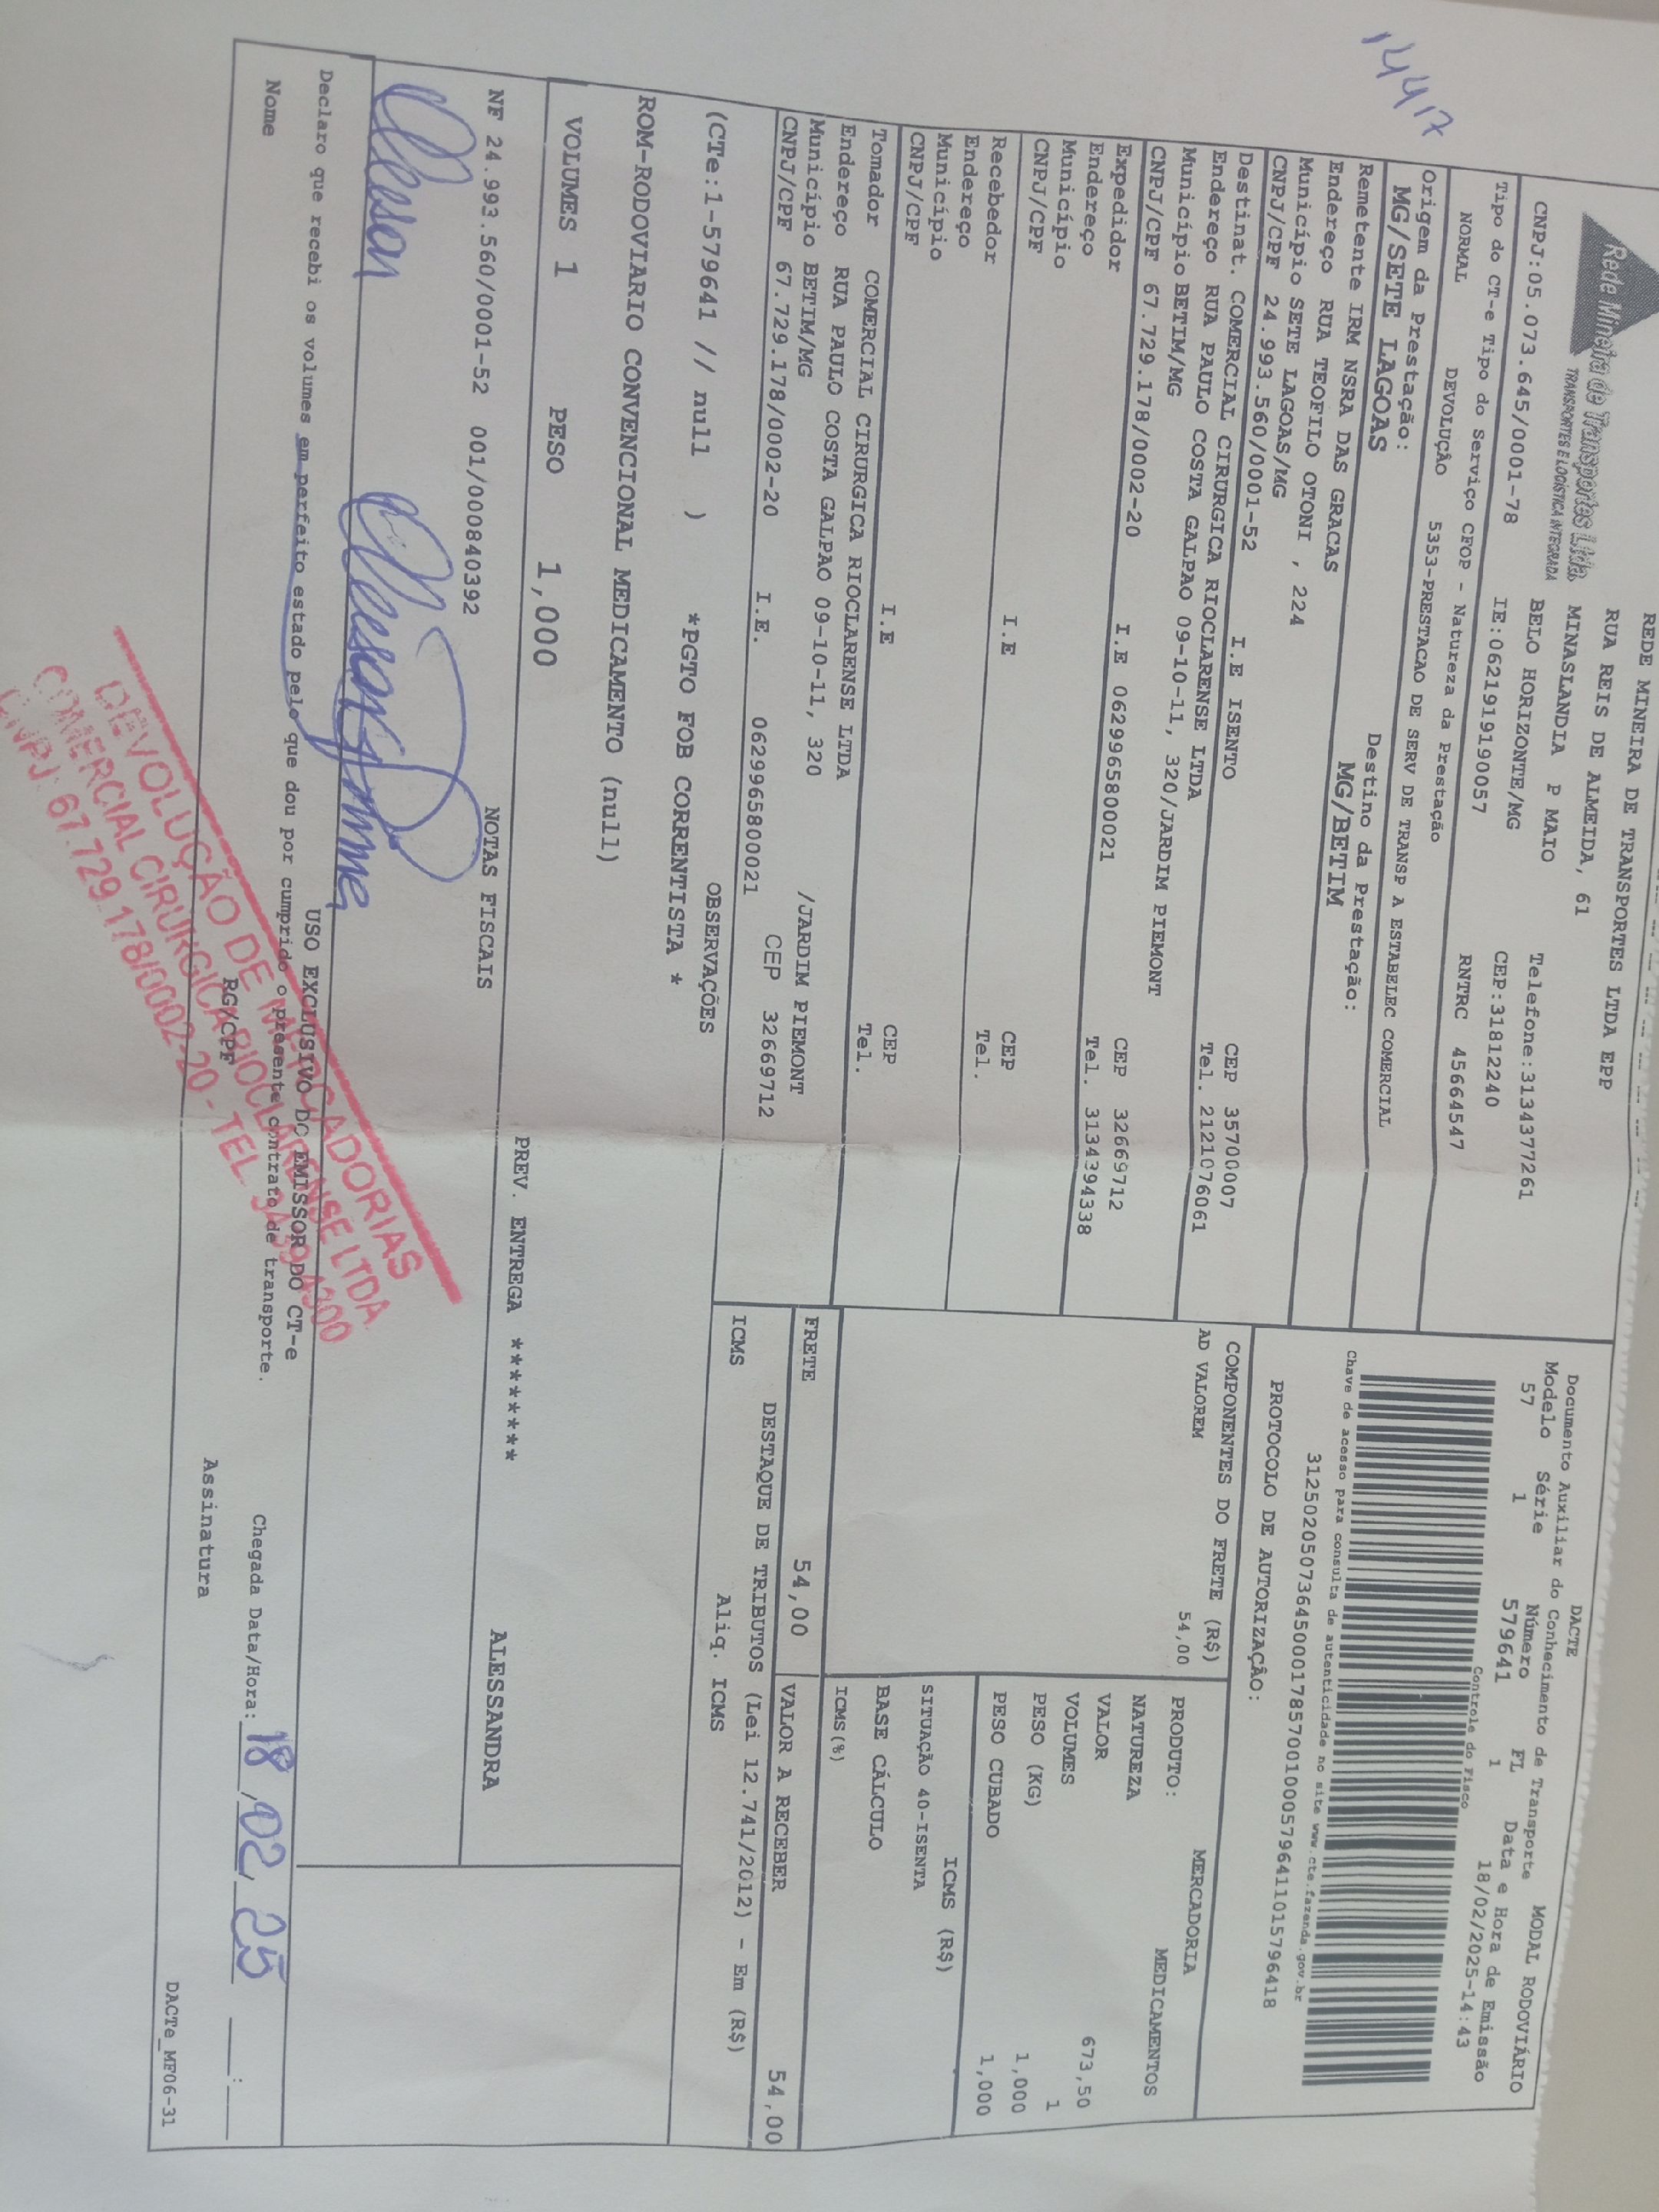 14417
Rede Mineira de Transportes Ltda
TRANSPORTES E LOGÍSTICA INTEGRADA
REDE MINEIRA DE TRANSPORTES LTDA EPP
RUA REIS DE ALMEIDA, 61
MINASLANDIA P MAIO
BELO HORIZONTE/MG
Telefone:3134377261
CNPJ:05.073.645/0001-78
IE:0621919190057
CEP:31812240
Tipo do CT-e Tipo do Serviço CFOP - Natureza da Prestação
RNTRC 45664547
NORMAL DEVOLUÇÃO 5353-PRESTACAO DE SERV DE TRANSP A ESTABELEC COMERCIAL
Origem da Prestação: Destino da Prestação:
MG/SETE LAGOAS MG/BETIM
DACTE
Documento Auxiliar do Conhecimento de Transporte MODAL RODOVIÁRIO
Modelo Série Número FL Data e Hora de Emissão
57 1 579641 1 18/02/2025-14:43
Controle do Fisco
Chave de acesso para consulta de autenticidade no site www.cte.fazenda.gov.br
31250205073645000178570010005796411015796418
PROTOCOLO DE AUTORIZAÇÃO:
Remetente IRM NSRA DAS GRACAS
Endereço RUA TEOFILO OTONI , 224
Município SETE LAGOAS/MG CEP 35700007
CNPJ/CPF 24.993.560/0001-52 I.E ISENTO Tel. 2121076061
Destinat. COMERCIAL CIRURGICA RIOCLARENSE LTDA
Endereço RUA PAULO COSTA GALPAO 09-10-11, 320/JARDIM PIEMONT
Município BETIM/MG CEP 32669712
CNPJ/CPF 67.729.178/0002-20 I.E 0629965800021 Tel. 3134394338
Expedidor
Endereço
Município CEP
CNPJ/CPF I.E Tel.
Recebedor
Endereço
Município CEP
CNPJ/CPF I.E Tel.
Tomador COMERCIAL CIRURGICA RIOCLARENSE LTDA
Endereço RUA PAULO COSTA GALPAO 09-10-11, 320 /JARDIM PIEMONT
Município BETIM/MG CEP 32669712
CNPJ/CPF 67.729.178/0002-20 I.E. 0629965800021
COMPONENTES DO FRETE (R$)
AD VALOREM 54,00
PRODUTO: MERCADORIA
NATUREZA MEDICAMENTOS
VALOR 673,50
VOLUMES 1
PESO (KG) 1,000
PESO CUBADO 1,000
ICMS (R$)
SITUAÇÃO 40-ISENTA
BASE CÁLCULO
ICMS(%)
FRETE 54,00
VALOR A RECEBER 54,00
DESTAQUE DE TRIBUTOS (Lei 12.741/2012) - Em (R$)
ICMS Aliq. ICMS
OBSERVAÇÕES
(CTe:1-579641 // null ) *PGTO FOB CORRENTISTA *
ROM-RODOVIARIO CONVENCIONAL MEDICAMENTO (null)
VOLUMES 1 PESO 1,000
PREV. ENTREGA ********
NOTAS FISCAIS
ALESSANDRA
NF 24.993.560/0001-52 001/000840392
USO EXCLUSIVO DO EMISSOR DO CT-e
Declaro que recebi os volumes em perfeito estado pelo que dou por cumprido o presente contrato de transporte.
Nome RG/CPF
Chegada Data/Hora: 18/02/25 __:__
Assinatura
DEVOLUÇÃO DE MERCADORIAS
COMERCIAL CIRÚRGICA RIOCLARENSE LTDA.
CNPJ: 67.729.178/0002-20 - TEL. 3439-4300
DACTe_MF06-31